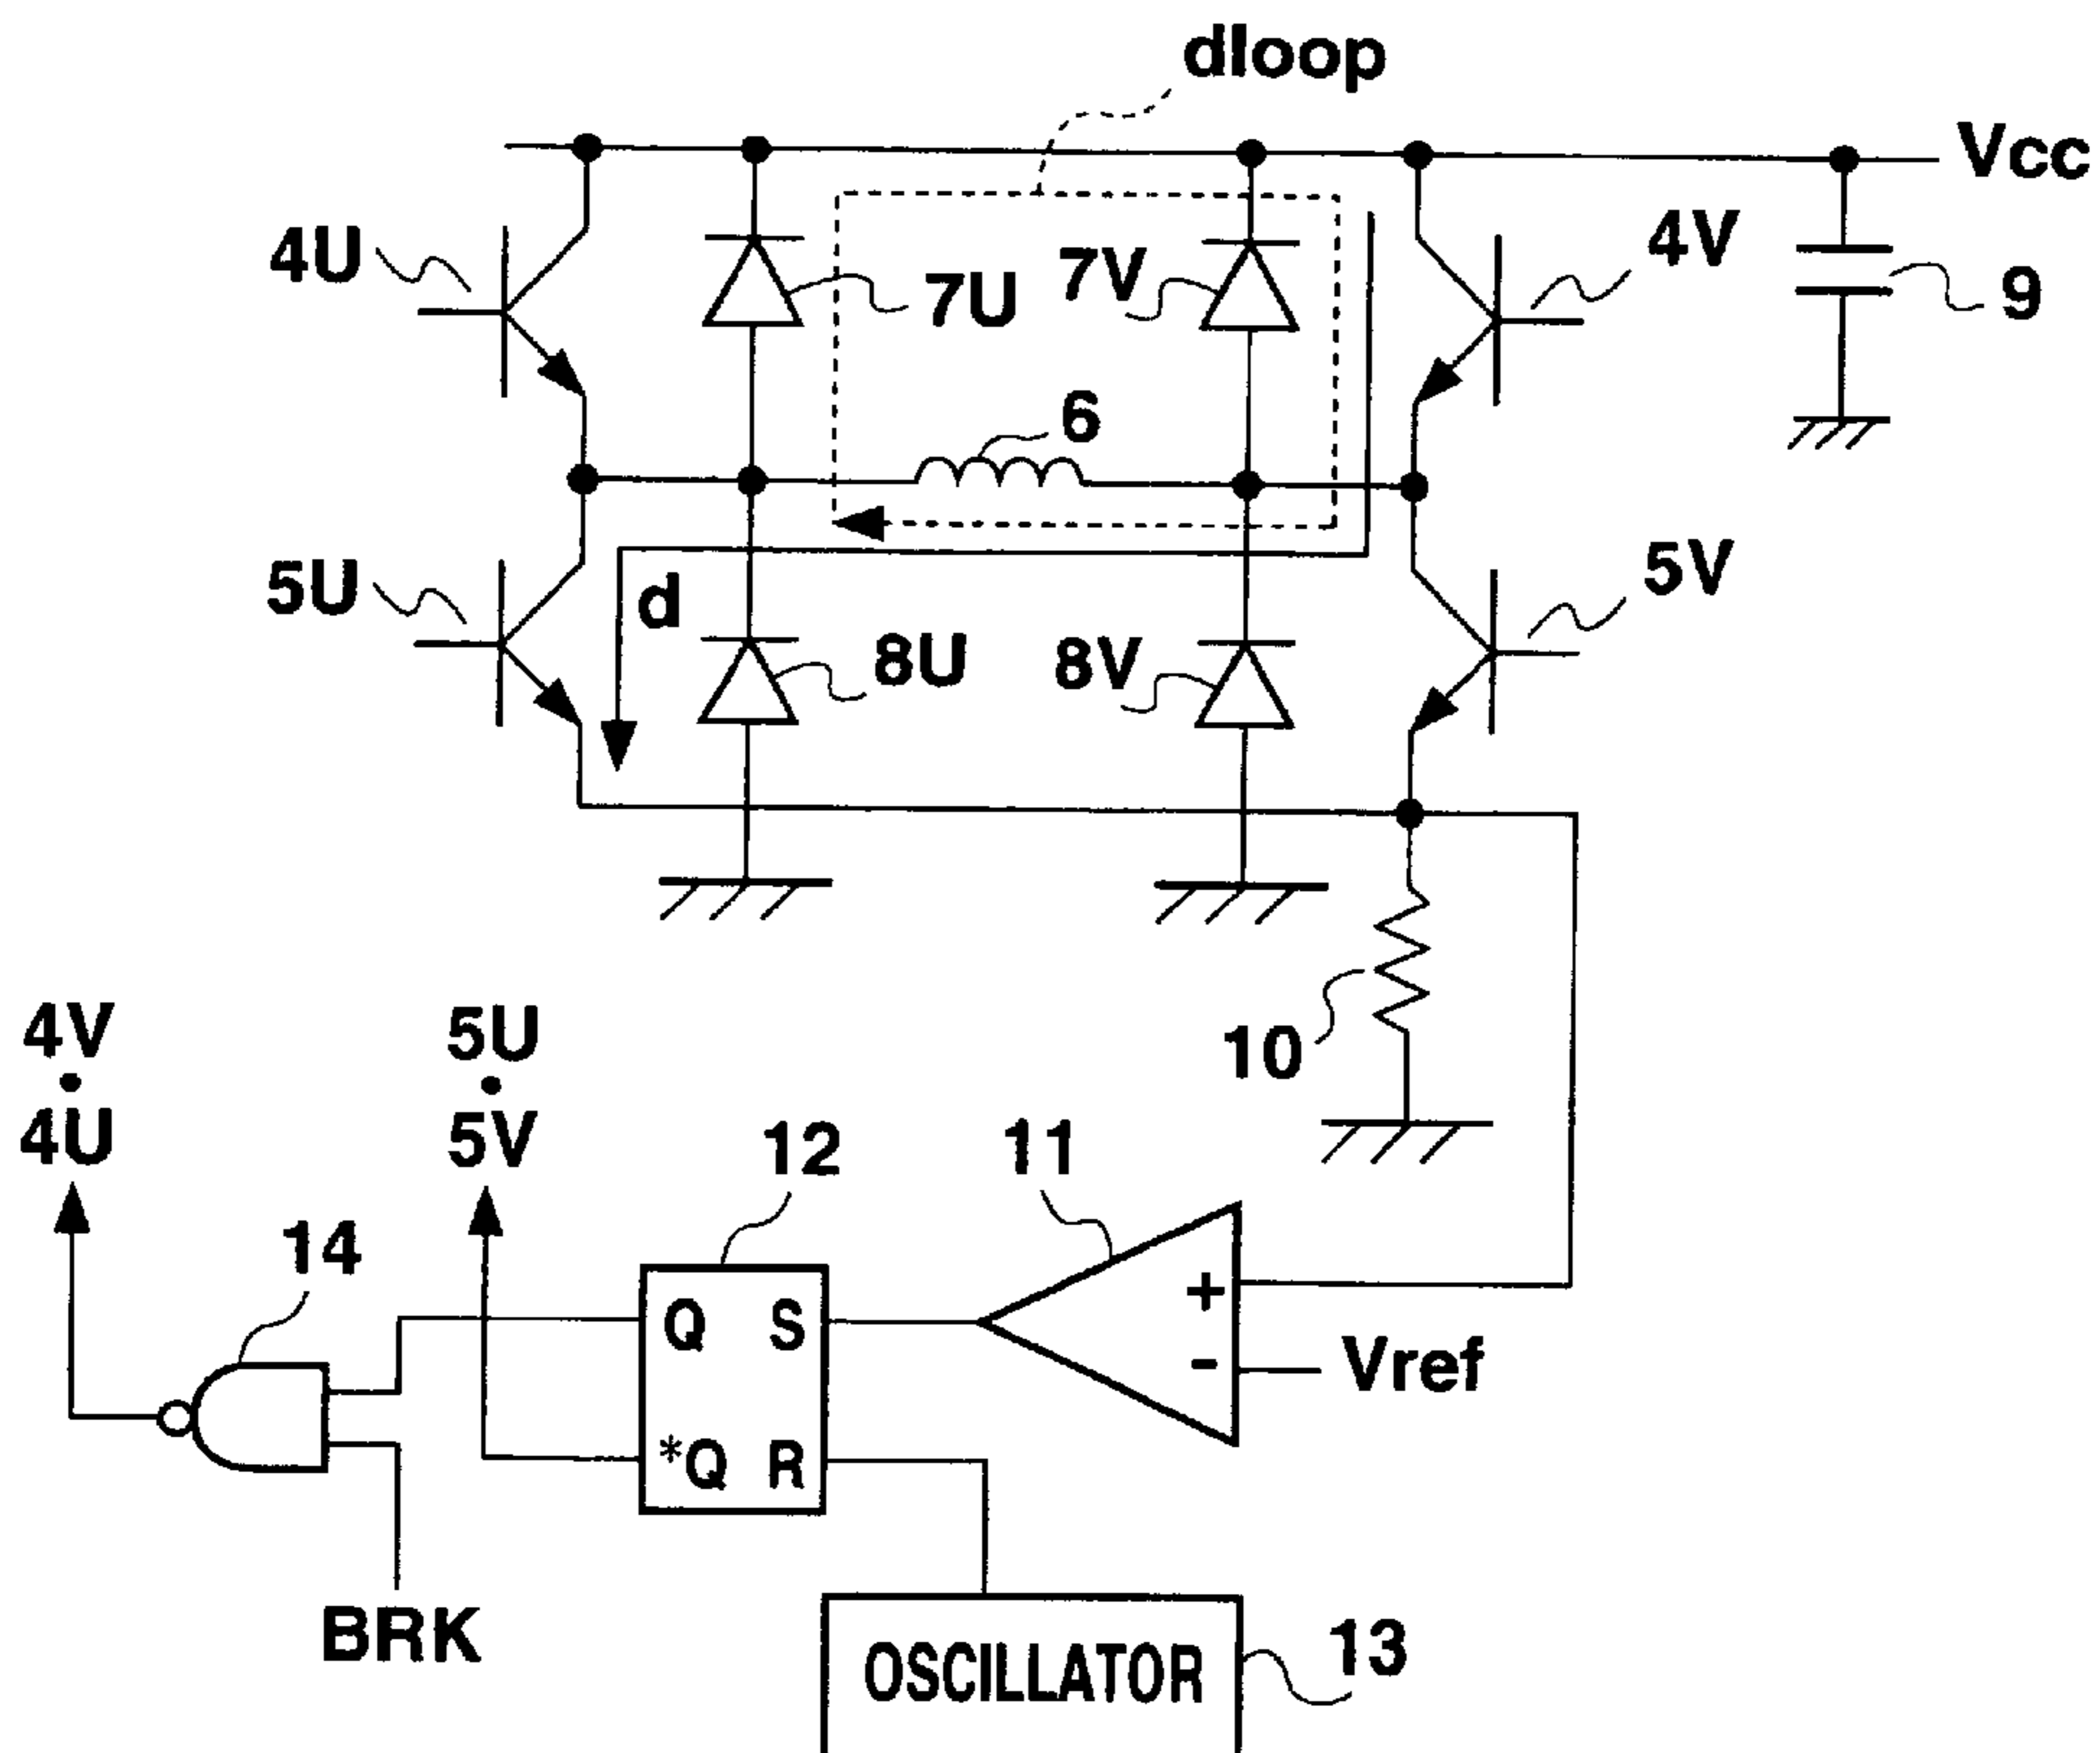 dloop
Vcc
4U
7U
7V
4V
9
6
5U
d
8U
8V
5V
10
4V
•
4U
5U
•
5V
12
11
14
Q
S
+
-
Vref
*Q
R
BRK
OSCILLATOR
13